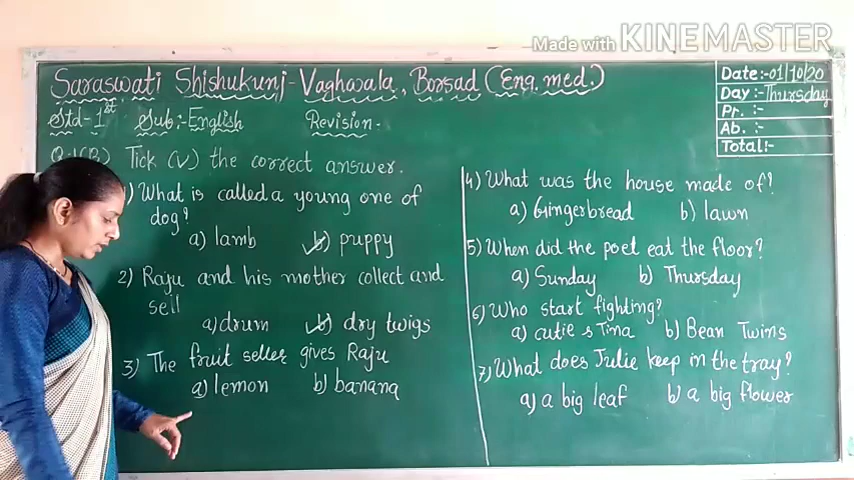 Made with KINEMASTER
Saraswati Shishukunj-Vaghavala, Borsad (Eng. med.)
Date:-01/10/20
Day:-Thursday
Pr. :-
Ab. :-
Total:-
Std-1st Sub:-English Revision-
Q-1(B) Tick (√) the correct answer.
1) What is called a young one of
dog?
a) lamb b) puppy
2) Raju and his mother collect and
sell
a) drum b) dry twigs
3) The fruit seller gives Raju
a) lemon b) banana
4) What was the house made of?
a) Gingerbread b) lawn
5) When did the poet eat the floor?
a) Sunday b) Thursday
6) Who start fighting?
a) cutie & Tina b) Bean Twins
7) What does Julie keep in the tray?
a) a big leaf b) a big flower